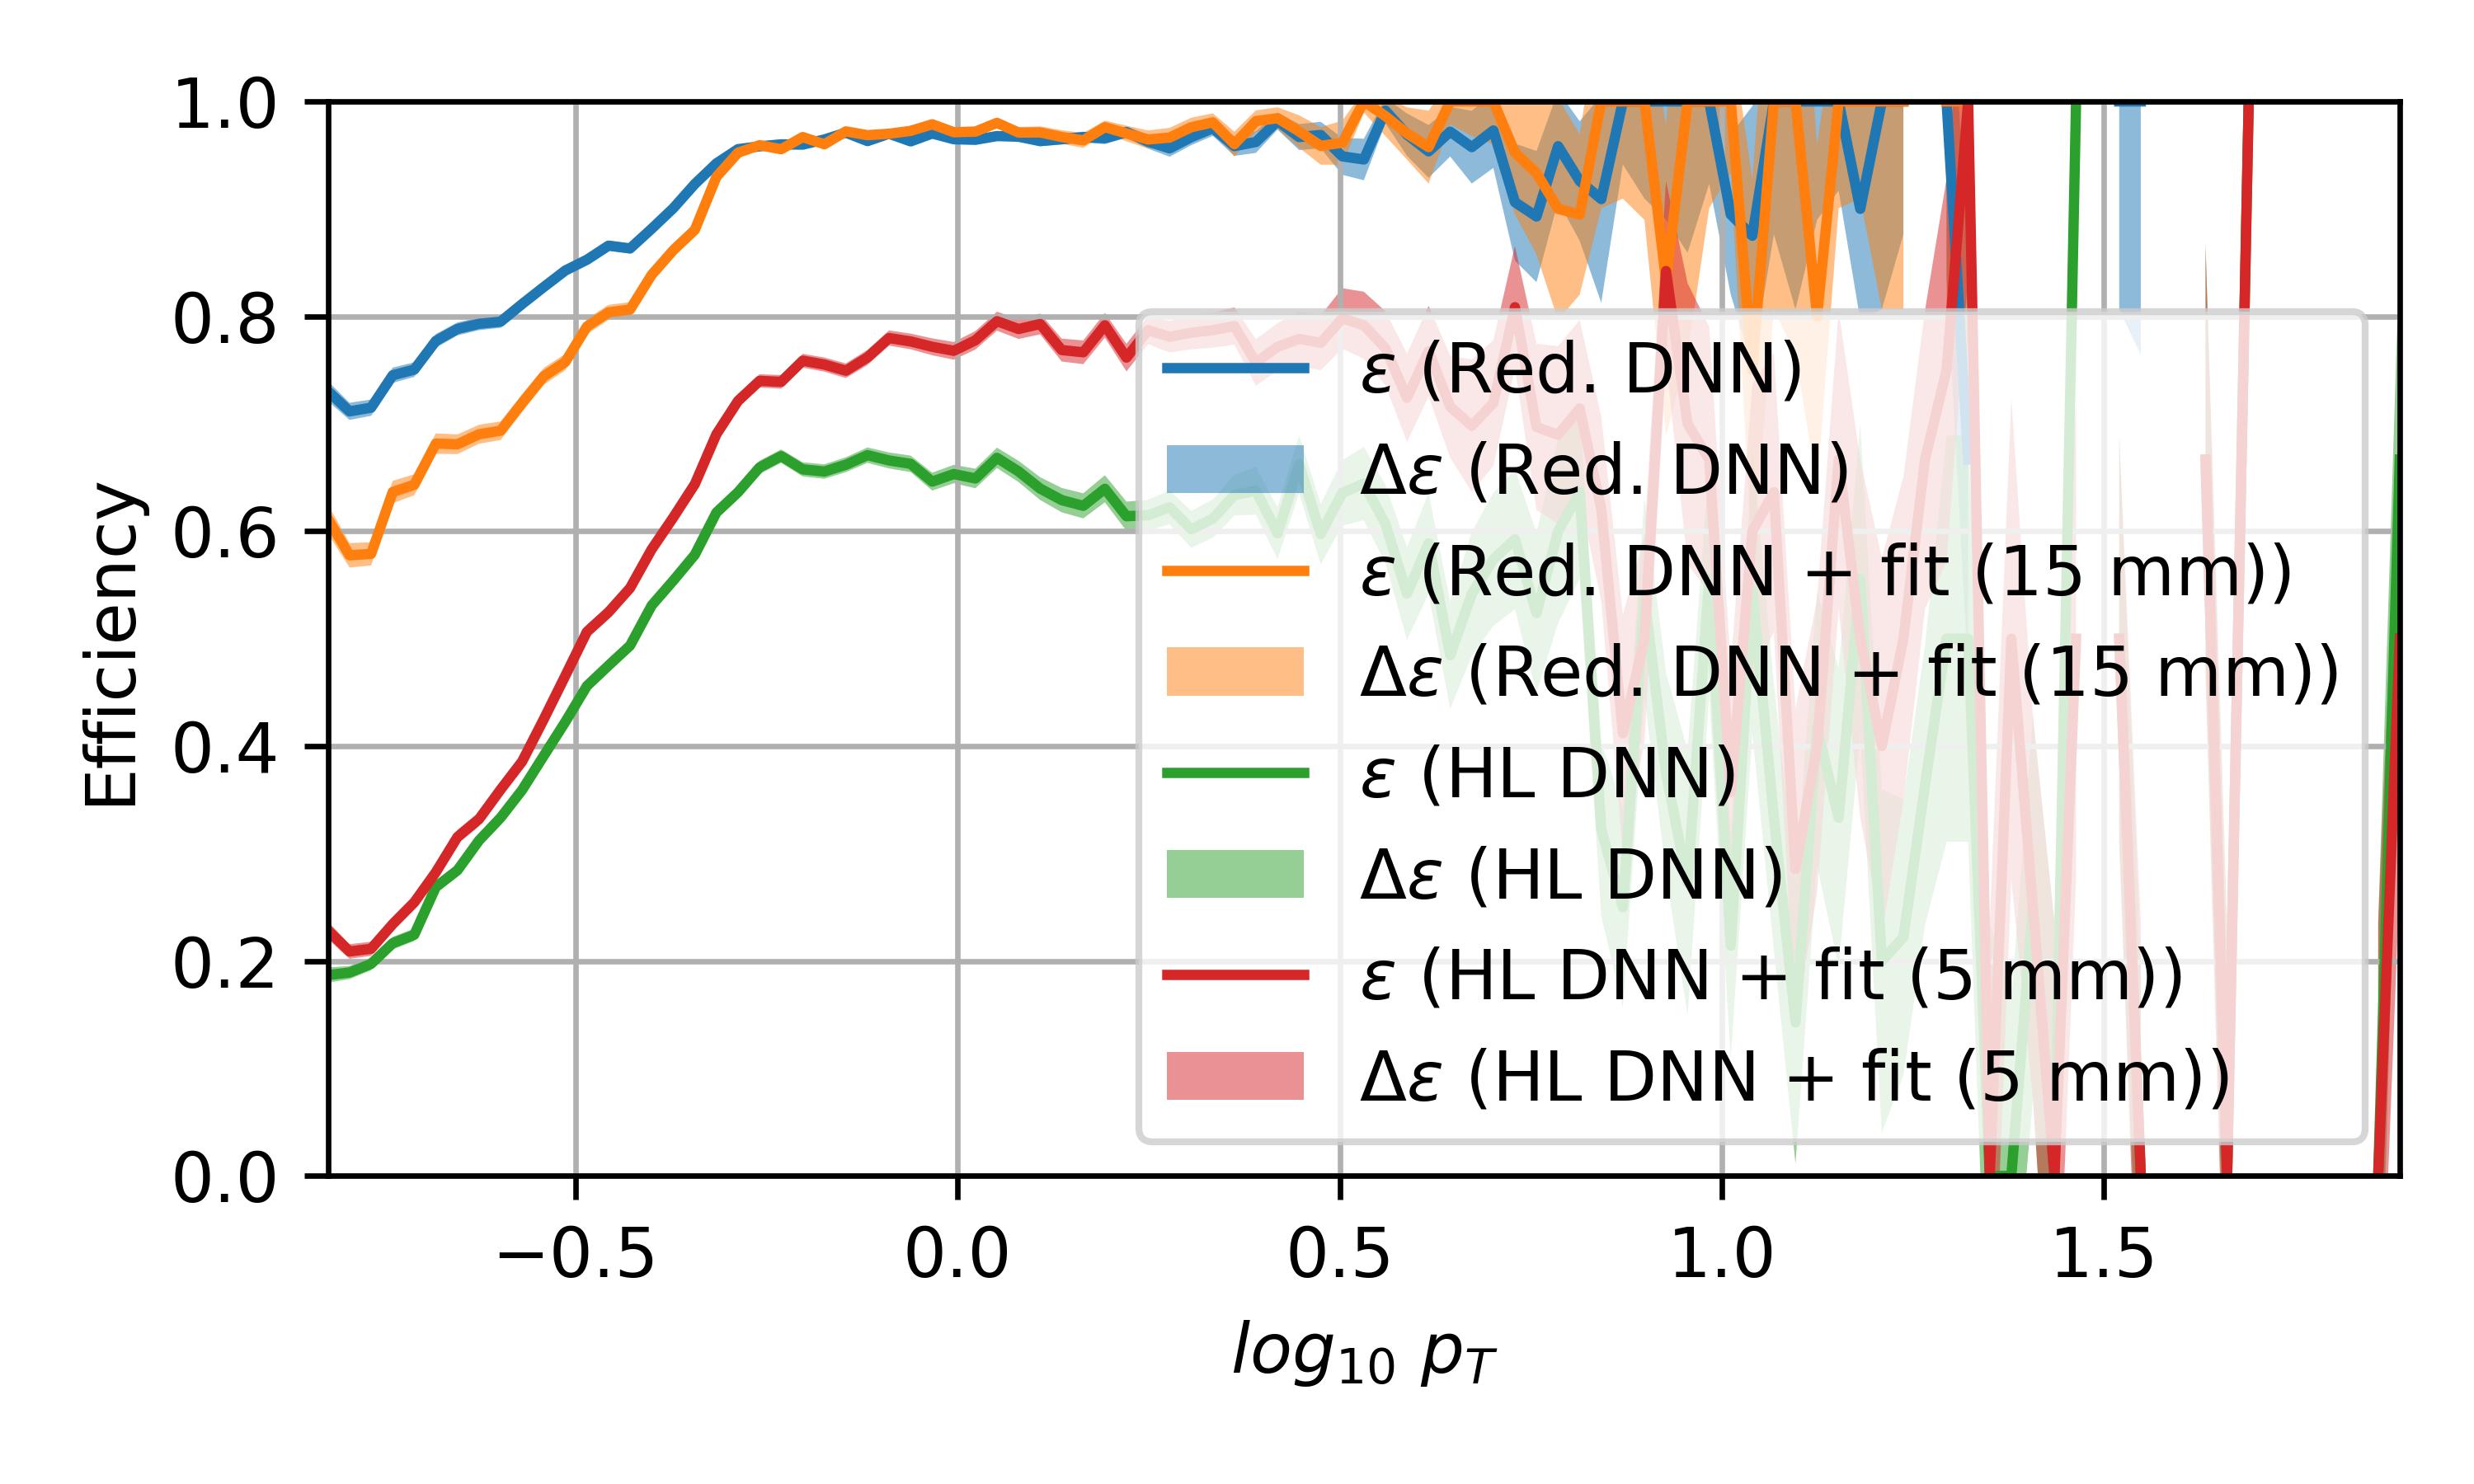 1.0
0.8
0.6
0.4
0.2
0.0
Efficiency
ε (Red. DNN)
Δε (Red. DNN)
ε (Red. DNN + fit (15 mm))
Δε (Red. DNN + fit (15 mm))
ε (HL DNN)
Δε (HL DNN)
ε (HL DNN + fit (5 mm))
Δε (HL DNN + fit (5 mm))
−0.5 0.0 0.5 1.0 1.5
log₁₀ p_T